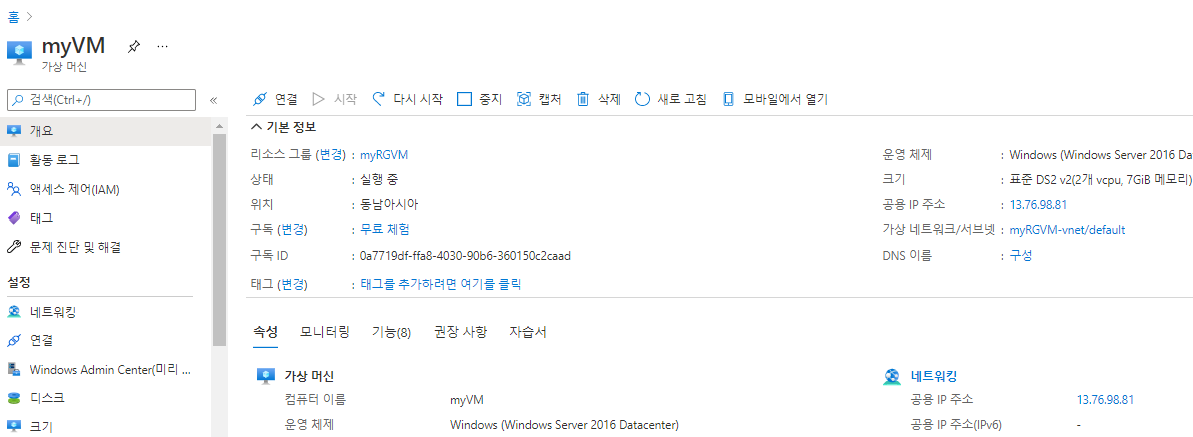 홈 >
myVM
가상 머신
검색(Ctrl+/)
개요
활동 로그
액세스 제어(IAM)
태그
문제 진단 및 해결
설정
네트워킹
연결
Windows Admin Center(미리 ...
디스크
크기
연결 시작 다시 시작 중지 캡처 삭제 새로 고침 모바일에서 열기
기본 정보
리소스 그룹 (변경) : myRGVM
상태 : 실행 중
위치 : 동남아시아
구독 (변경) : 무료 체험
구독 ID : 0a7719df-ffa8-4030-90b6-360150c2caad
태그 (변경) : 태그를 추가하려면 여기를 클릭
운영 체제 : Windows (Windows Server 2016 Da
크기 : 표준 DS2 v2(2개 vcpu, 7GiB 메모리)
공용 IP 주소 : 13.76.98.81
가상 네트워크/서브넷 : myRGVM-vnet/default
DNS 이름 : 구성
속성 모니터링 기능(8) 권장 사항 자습서
가상 머신
컴퓨터 이름 myVM
운영 체제 Windows (Windows Server 2016 Datacenter)
네트워킹
공용 IP 주소 13.76.98.81
공용 IP 주소(IPv6) -